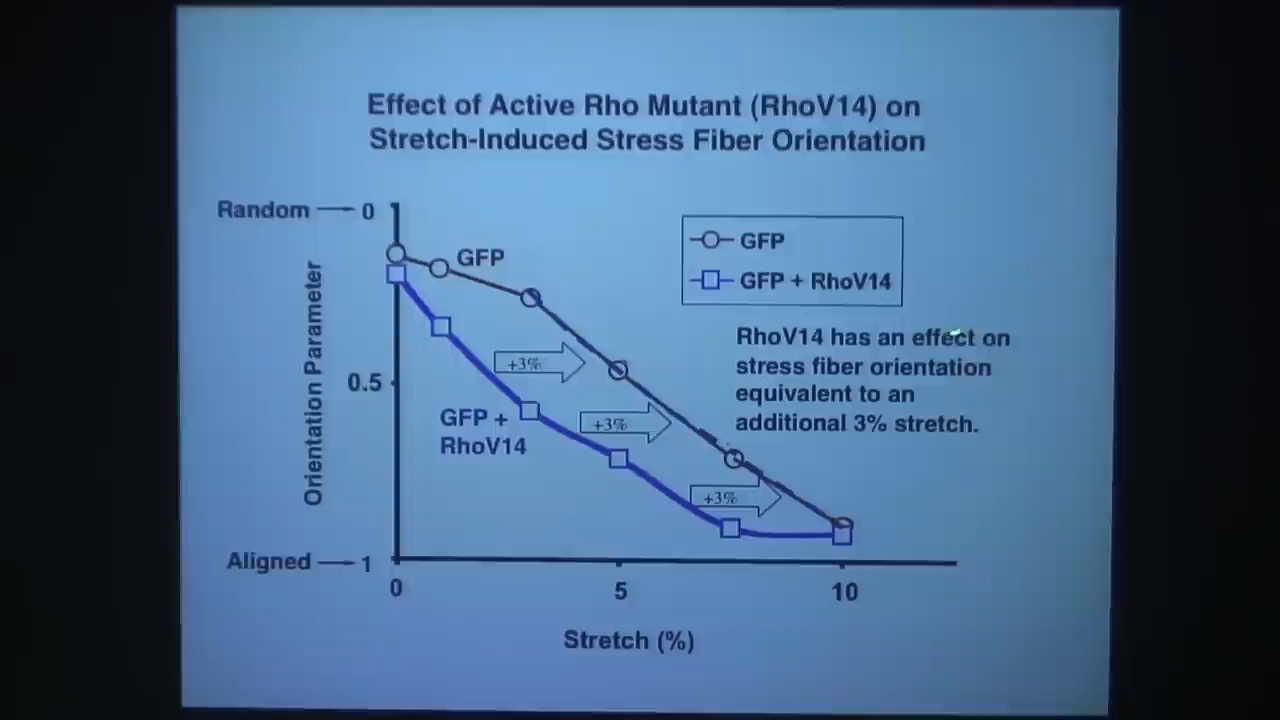 Effect of Active Rho Mutant (RhoV14) on
Stretch-Induced Stress Fiber Orientation
Random
0
GFP
GFP
GFP + RhoV14
RhoV14 has an effect on
stress fiber orientation
equivalent to an
additional 3% stretch.
+3%
0.5
Orientation Parameter
GFP +
RhoV14
+3%
+3%
Aligned
1
0
5
10
Stretch (%)